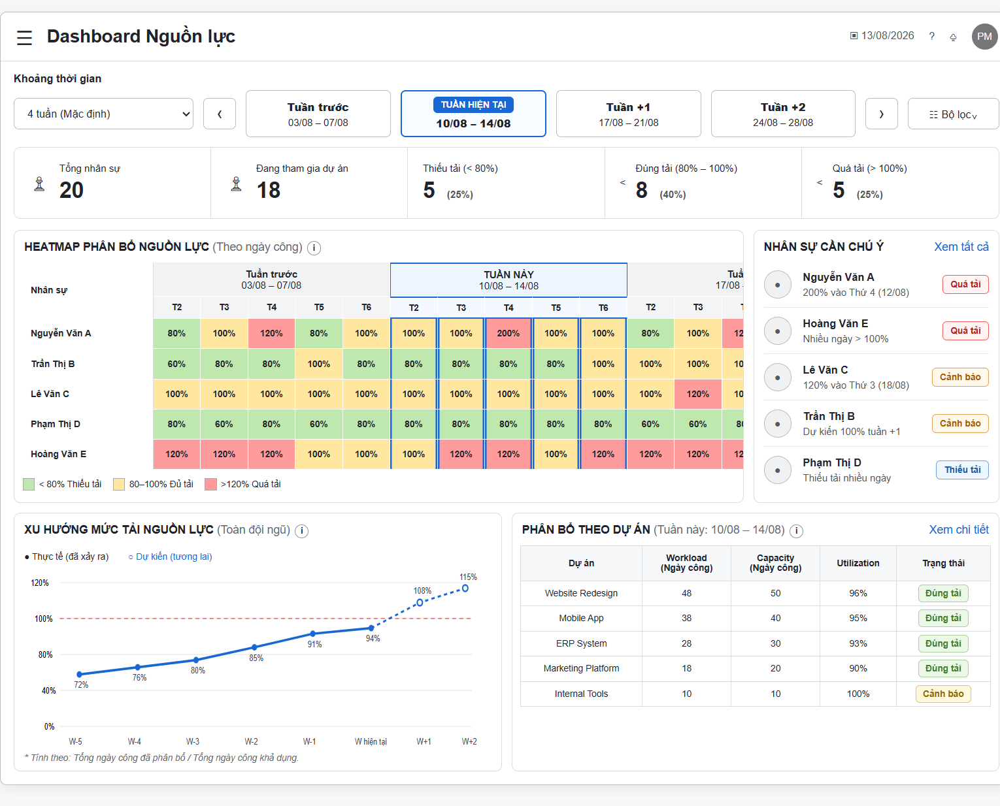 ☰ Dashboard Nguồn lực
▣ 13/08/2026 ? PM
Khoảng thời gian
4 tuần (Mặc định)
‹
Tuần trước
03/08 – 07/08
TUẦN HIỆN TẠI
10/08 – 14/08
Tuần +1
17/08 – 21/08
Tuần +2
24/08 – 28/08
›
Bộ lọc
Tổng nhân sự
20
Đang tham gia dự án
18
Thiếu tải (< 80%)
5 (25%)
Đúng tải (80% – 100%)
< 8 (40%)
Quá tải (> 100%)
< 5 (25%)
HEATMAP PHÂN BỔ NGUỒN LỰC (Theo ngày công) i
Nhân sự
Tuần trước
03/08 – 07/08
TUẦN NÀY
10/08 – 14/08
17/08
T2 T3 T4 T5 T6 T2 T3 T4 T5 T6 T2 T3
Nguyễn Văn A 80% 100% 120% 80% 100% 100% 100% 200% 100% 100% 80% 100%
Trần Thị B 60% 80% 80% 100% 80% 80% 80% 80% 80% 100% 100% 100%
Lê Văn C 100% 100% 100% 100% 100% 100% 100% 100% 100% 100% 100% 120%
Phạm Thị D 80% 60% 80% 60% 80% 80% 80% 80% 80% 80% 60% 60%
Hoàng Văn E 120% 120% 120% 100% 100% 100% 120% 120% 100% 120% 120% 120%
< 80% Thiếu tải 80–100% Đủ tải >120% Quá tải
NHÂN SỰ CẦN CHÚ Ý Xem tất cả
Nguyễn Văn A
200% vào Thứ 4 (12/08)
Quá tải
Hoàng Văn E
Nhiều ngày > 100%
Quá tải
Lê Văn C
120% vào Thứ 3 (18/08)
Cảnh báo
Trần Thị B
Dự kiến 100% tuần +1
Cảnh báo
Phạm Thị D
Thiếu tải nhiều ngày
Thiếu tải
XU HƯỚNG MỨC TẢI NGUỒN LỰC (Toàn đội ngũ) i
● Thực tế (đã xảy ra) ○ Dự kiến (tương lai)
120%
100%
80%
40%
0%
72%
76%
80%
85%
91%
94%
108%
115%
W-5 W-4 W-3 W-2 W-1 W hiện tại W+1 W+2
* Tính theo: Tổng ngày công đã phân bổ / Tổng ngày công khả dụng.
PHÂN BỔ THEO DỰ ÁN (Tuần này: 10/08 – 14/08) i Xem chi tiết
Dự án
Workload
(Ngày công)
Capacity
(Ngày công)
Utilization
Trạng thái
Website Redesign 48 50 96% Đúng tải
Mobile App 38 40 95% Đúng tải
ERP System 28 30 93% Đúng tải
Marketing Platform 18 20 90% Đúng tải
Internal Tools 10 10 100% Cảnh báo